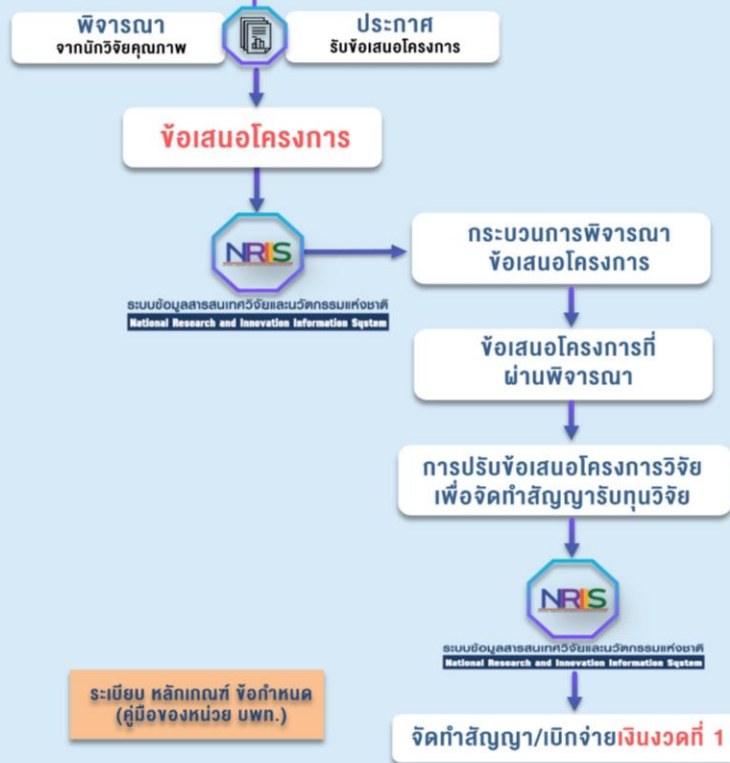 พิจารณา
จากนักวิจัยคุณภาพ
ประกาศ
รับข้อเสนอโครงการ
ข้อเสนอโครงการ
NRIIS
ระบบข้อมูลสารสนเทศวิจัยและนวัตกรรมแห่งชาติ
National Research and Innovation Information System
กระบวนการพิจารณา
ข้อเสนอโครงการ
ข้อเสนอโครงการที่
ผ่านพิจารณา
การปรับข้อเสนอโครงการวิจัย
เพื่อจัดทำสัญญารับทุนวิจัย
NRIIS
ระบบข้อมูลสารสนเทศวิจัยและนวัตกรรมแห่งชาติ
National Research and Innovation Information System
ระเบียบ หลักเกณฑ์ ข้อกำหนด
(คู่มือของหน่วย บพท.)
จัดทำสัญญา/เบิกจ่ายเงินงวดที่ 1